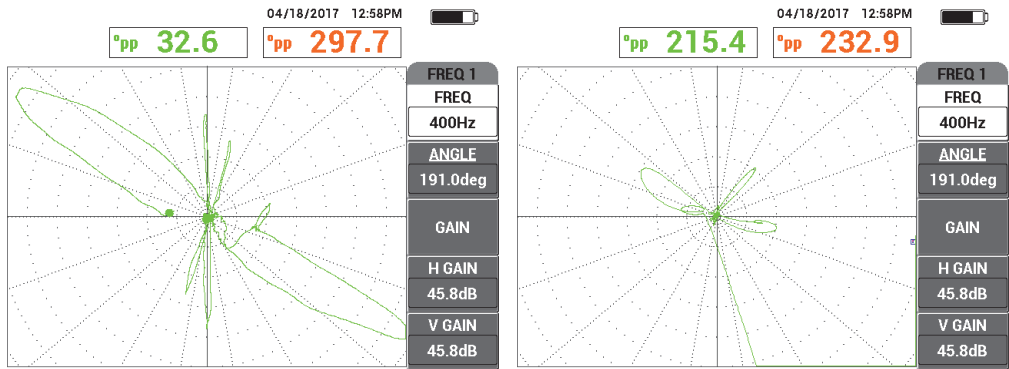 04/18/2017 12:58PM
°pp 32.6 °pp 297.7
FREQ 1
FREQ
400Hz
ANGLE
191.0deg
GAIN
H GAIN
45.8dB
V GAIN
45.8dB
04/18/2017 12:58PM
°pp 215.4 °pp 232.9
FREQ 1
FREQ
400Hz
ANGLE
191.0deg
GAIN
H GAIN
45.8dB
V GAIN
45.8dB